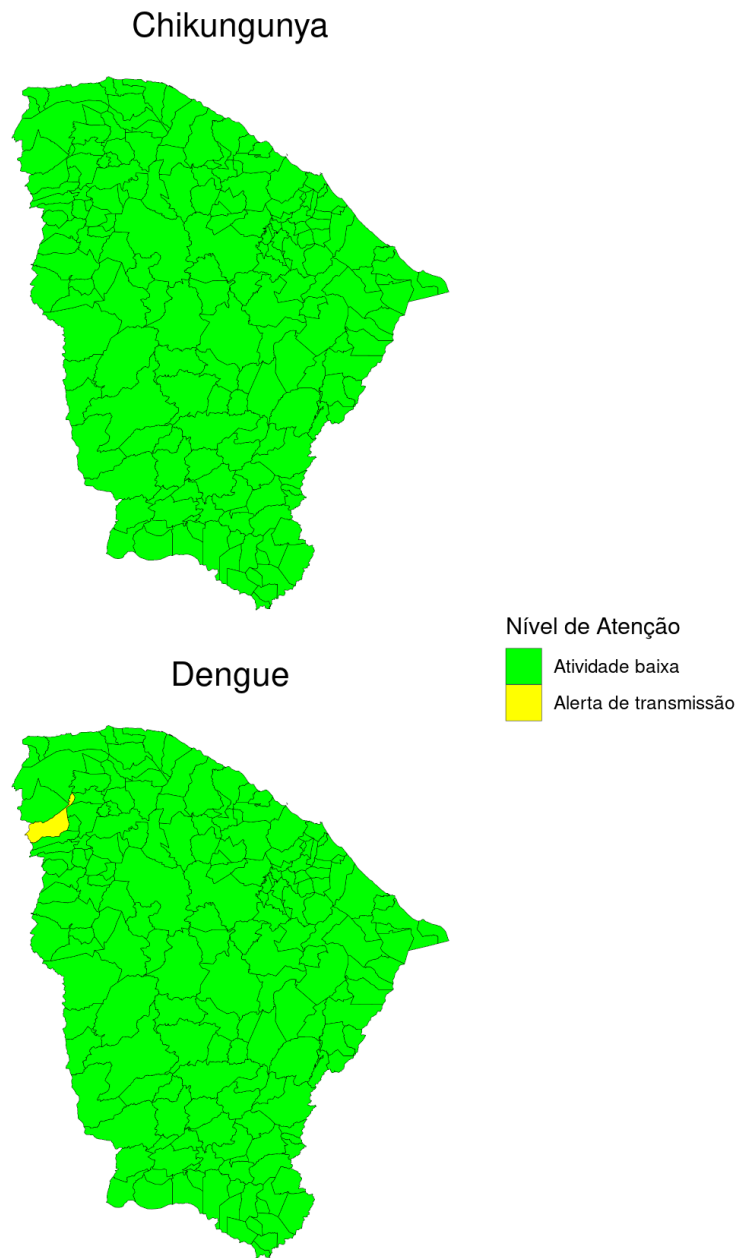 Chikungunya
Nível de Atenção
Atividade baixa
Alerta de transmissão
Dengue